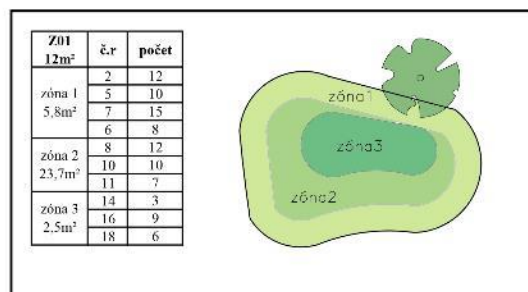 Z01
12m²
č.r
počet
zóna 1
5,8m²
2 12
5 10
7 15
6 8
zóna 2
23,7m²
8 12
10 10
11 7
zóna 3
2,5m²
14 3
16 9
18 6
zóna1
zóna3
zóna2